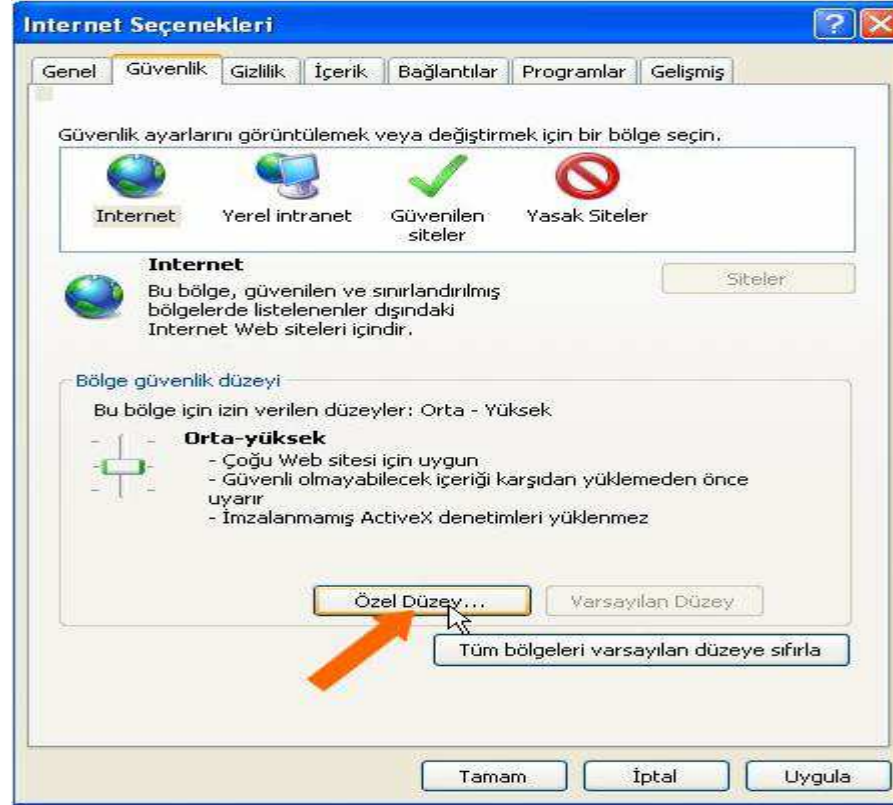 Internet Seçenekleri
Genel Güvenlik Gizlilik İçerik Bağlantılar Programlar Gelişmiş
Güvenlik ayarlarını görüntülemek veya değiştirmek için bir bölge seçin.
Internet Yerel intranet Güvenilen Yasak Siteler
siteler
Internet
Siteler
Bu bölge, güvenilen ve sınırlandırılmış
bölgelerde listelenenler dışındaki
Internet Web siteleri içindir.
Bölge güvenlik düzeyi
Bu bölge için izin verilen düzeyler: Orta - Yüksek
Orta-yüksek
- Çoğu Web sitesi için uygun
- Güvenli olmayabilecek içeriği karşıdan yüklemeden önce
uyarır
- İmzalanmamış ActiveX denetimleri yüklenmez
Özel Düzey... Varsayılan Düzey
Tüm bölgeleri varsayılan düzeye sıfırla
Tamam İptal Uygula